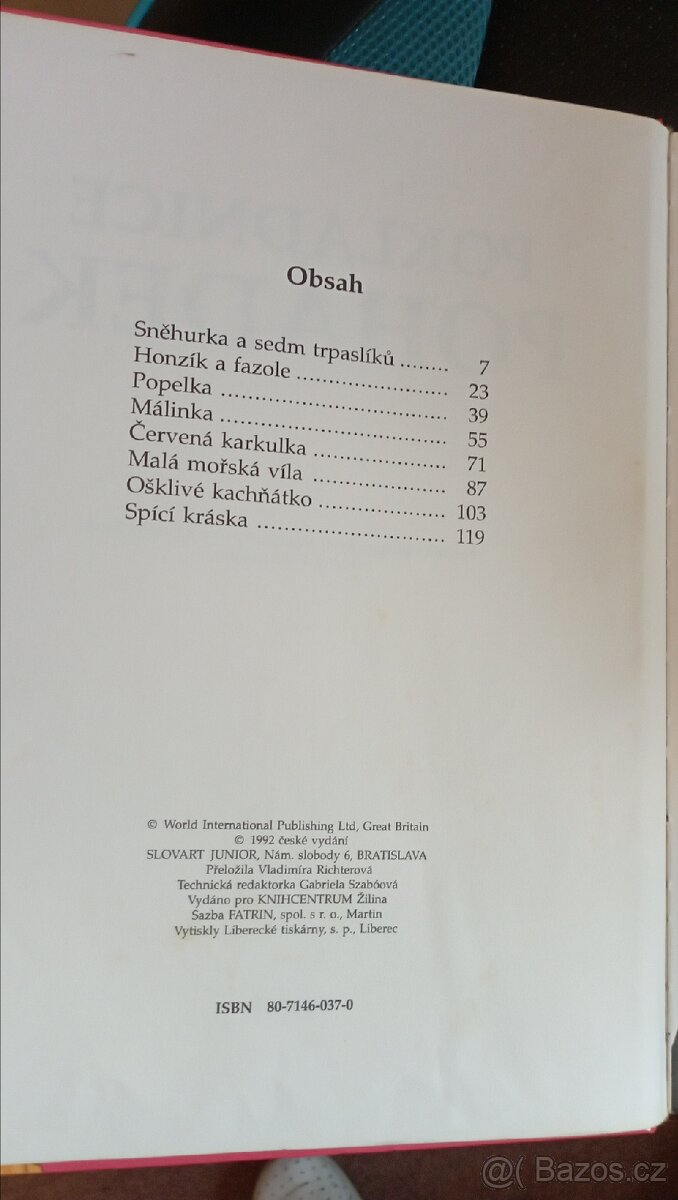 Obsah
Sněhurka a sedm trpaslíků ........ 7
Honzík a fazole ........................ 23
Popelka .................................... 39
Málinka .................................... 55
Červená karkulka ..................... 71
Malá mořská víla ..................... 87
Ošklivé kachňátko .................... 103
Spící kráska .............................. 119
© World International Publishing Ltd, Great Britain
© 1992 české vydání
SLOVART JUNIOR, Nám. slobody 6, BRATISLAVA
Přeložila Vladimíra Richterová
Technická redaktorka Gabriela Szabóová
Vydáno pro KNIHCENTRUM Žilina
Sazba FATRIN, spol. s r. o., Martin
Vytiskly Liberecké tiskárny, s. p., Liberec
ISBN 80-7146-037-0
@( Bazos.cz